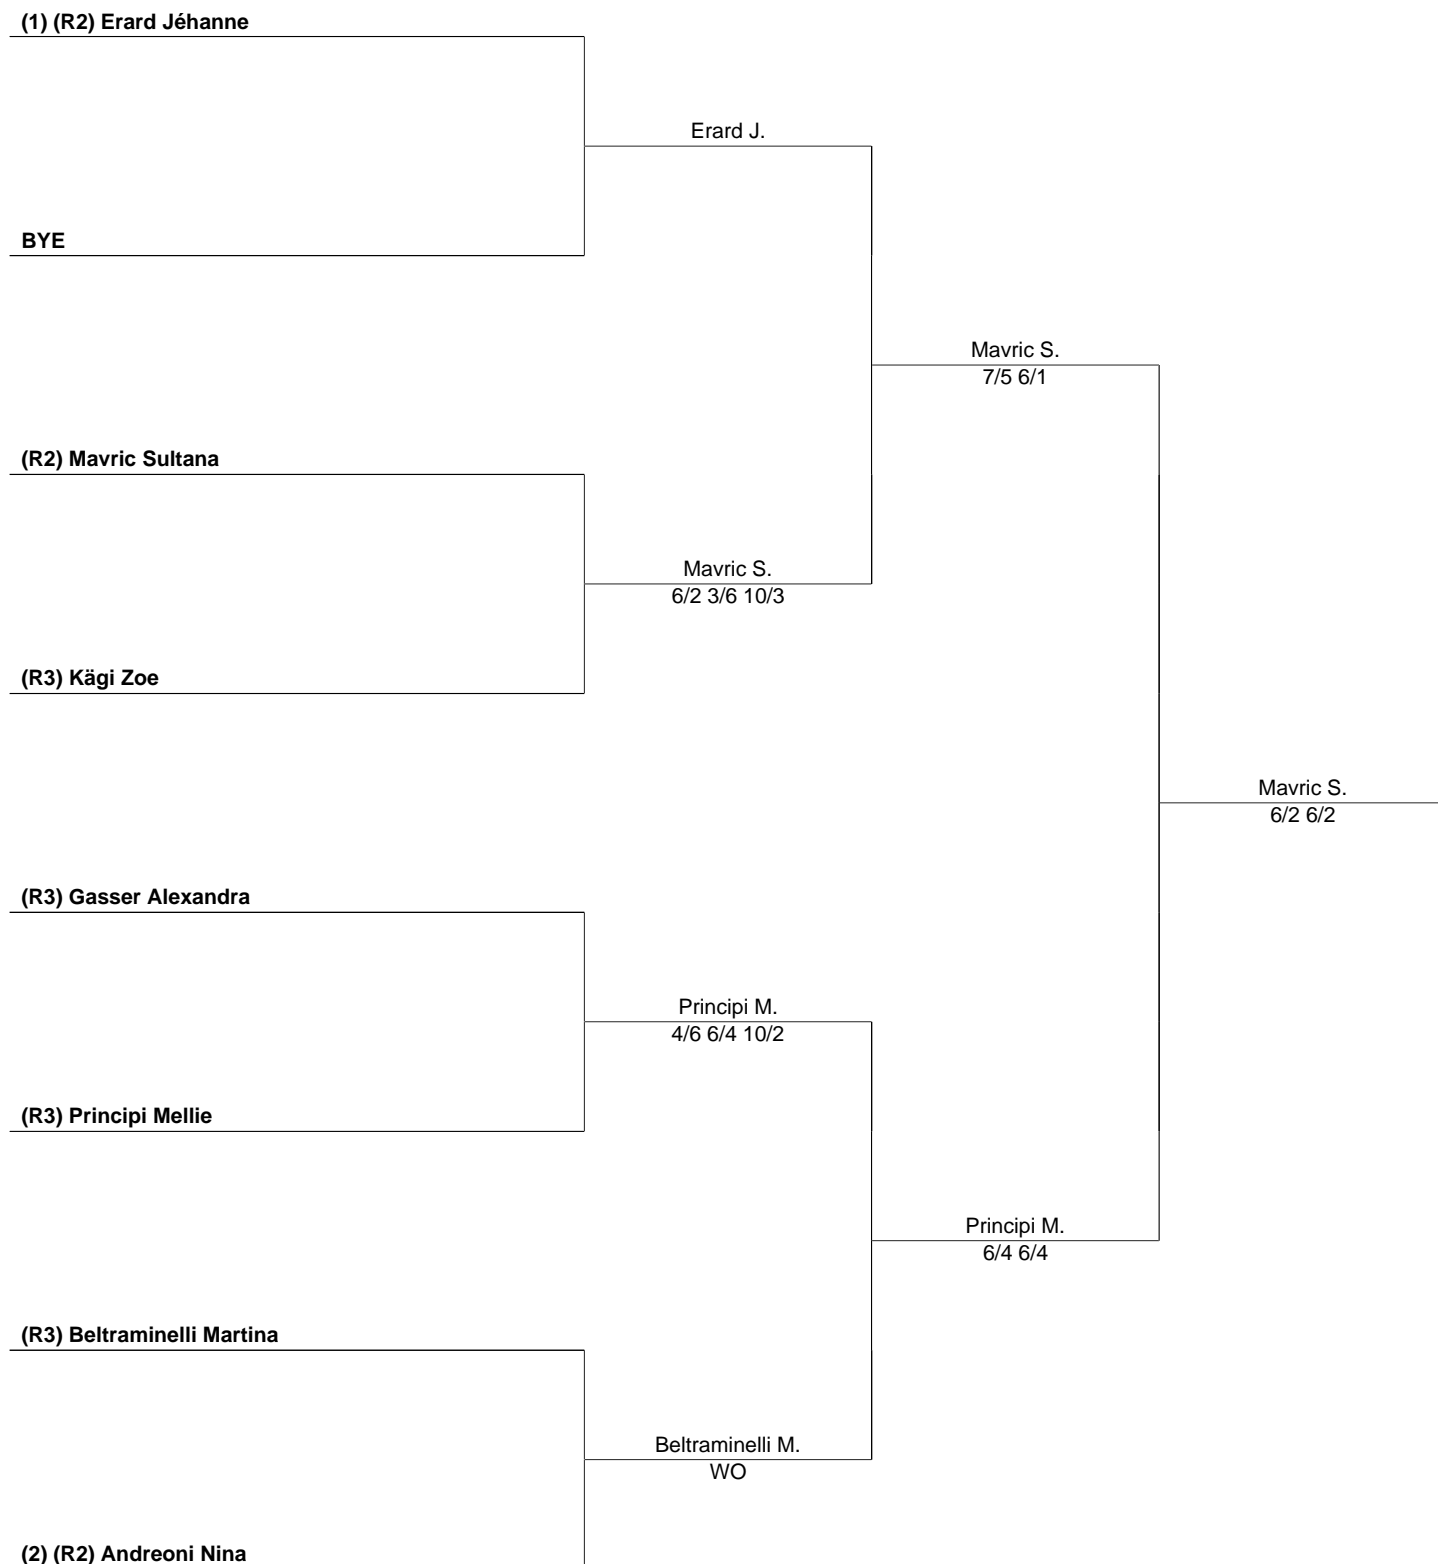 (1) (R2) Erard Jéhanne
Erard J.
BYE
Mavric S.
7/5 6/1
(R2) Mavric Sultana
Mavric S.
6/2 3/6 10/3
(R3) Kägi Zoe
Mavric S.
6/2 6/2
(R3) Gasser Alexandra
Principi M.
4/6 6/4 10/2
(R3) Principi Mellie
Principi M.
6/4 6/4
(R3) Beltraminelli Martina
Beltraminelli M.
WO
(2) (R2) Andreoni Nina